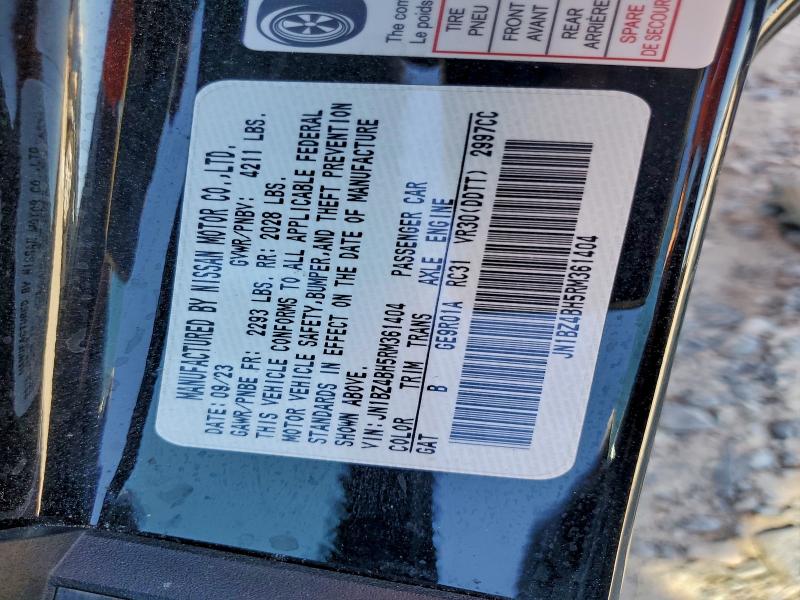 MANUFACTURED BY NISSAN MOTOR CO.,LTD.
DATE: 09/23 GVWR/PNBV: 4211 LBS.
GAWR/PNBE FR: 2293 LBS. RR: 2028 LBS.
THIS VEHICLE CONFORMS TO ALL APPLICABLE FEDERAL
MOTOR VEHICLE SAFETY,BUMPER,AND THEFT PREVENTION
STANDARDS IN EFFECT ON THE DATE OF MANUFACTURE
SHOWN ABOVE.
VIN: JN1BZ4BH5RM361404 PASSENGER CAR
COLOR TRIM TRANS AXLE ENGINE
GAT B GE9R01A RC31 VR30(DDTT) 2997CC
JN1BZ4BH5RM361404
The com
Le poids
TIRE
PNEU
FRONT
AVANT
REAR
ARRIÈRE
SPARE
DE SECOUR